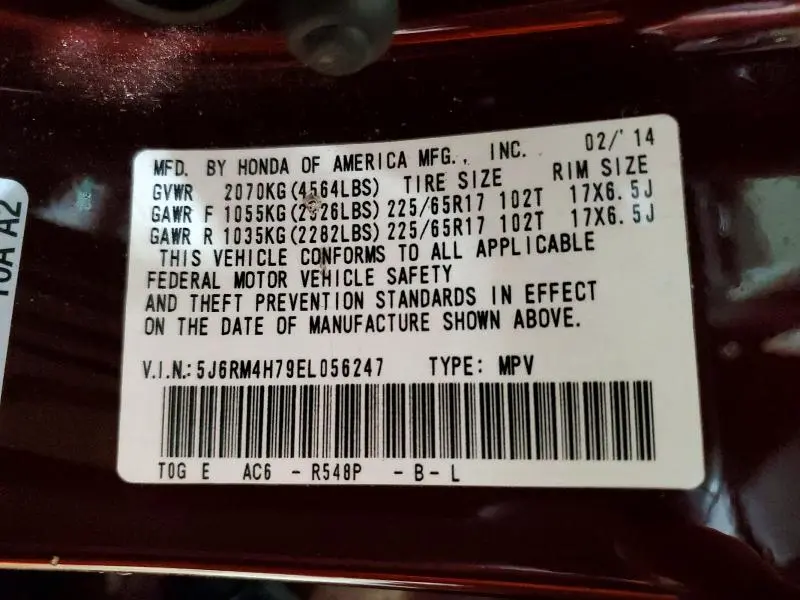 MFD. BY HONDA OF AMERICA MFG., INC. 02/'14
GVWR 2070KG(4564LBS) TIRE SIZE RIM SIZE
GAWR F 1055KG(2326LBS) 225/65R17 102T 17X6.5J
GAWR R 1035KG(2282LBS) 225/65R17 102T 17X6.5J
THIS VEHICLE CONFORMS TO ALL APPLICABLE
FEDERAL MOTOR VEHICLE SAFETY
AND THEFT PREVENTION STANDARDS IN EFFECT
ON THE DATE OF MANUFACTURE SHOWN ABOVE.
V.I.N.: 5J6RM4H79EL056247 TYPE: MPV
T0G E AC6 - R548P - B - L
A2